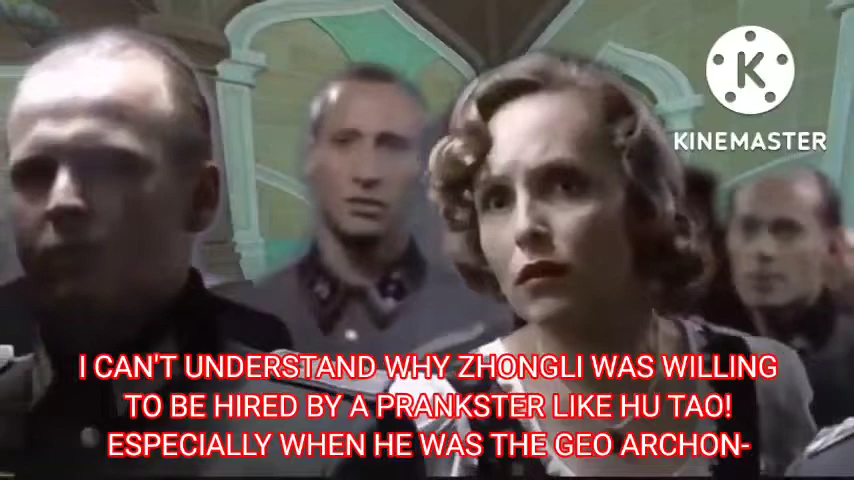 K
KINEMASTER
I CAN'T UNDERSTAND WHY ZHONGLI WAS WILLING
TO BE HIRED BY A PRANKSTER LIKE HU TAO!
ESPECIALLY WHEN HE WAS THE GEO ARCHON-